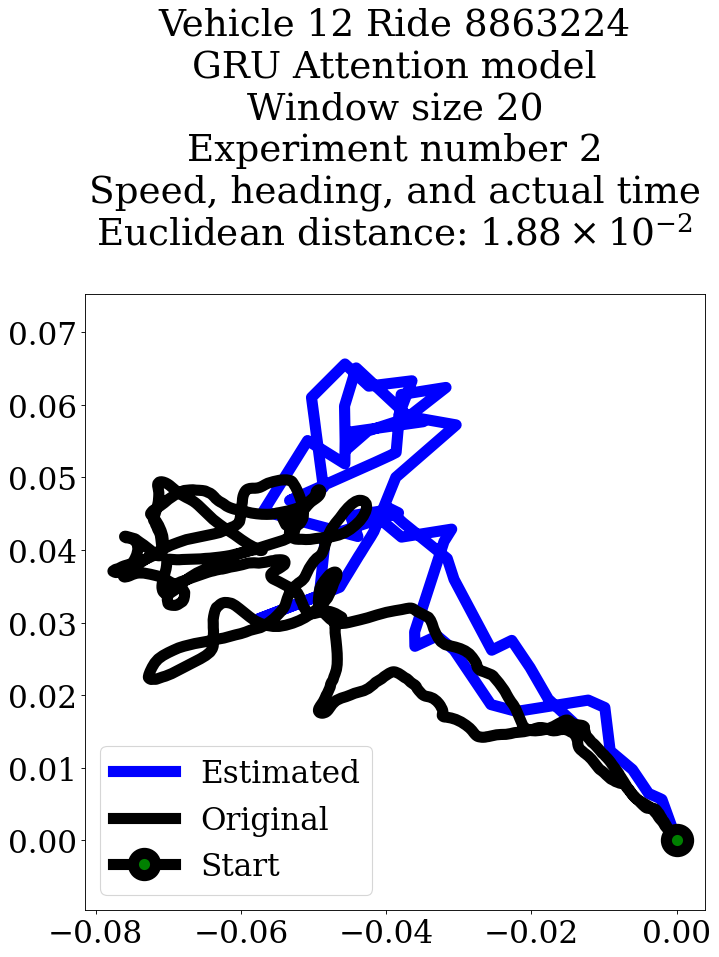 Vehicle 12 Ride 8863224
GRU Attention model
Window size 20
Experiment number 2
Speed, heading, and actual time
Euclidean distance: 1.88 × 10⁻²
0.07
0.06
0.05
0.04
0.03
0.02
0.01
0.00
Estimated
Original
Start
−0.08 −0.06 −0.04 −0.02 0.00